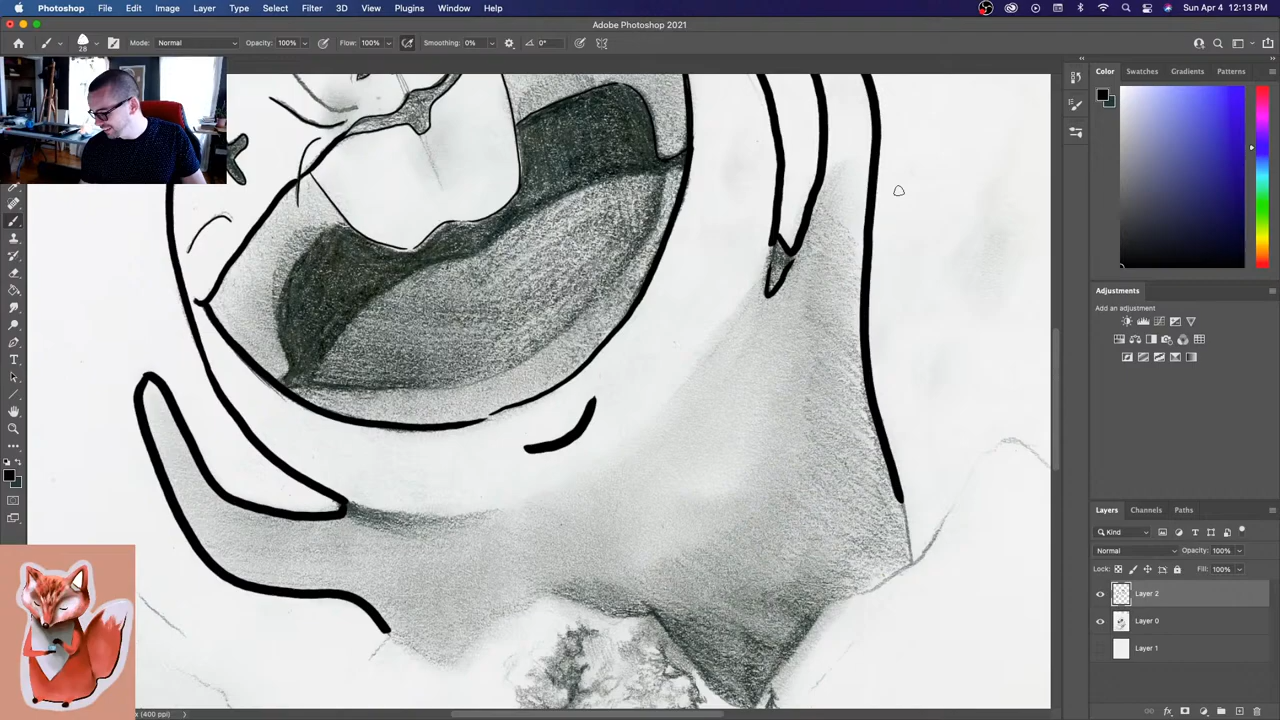 Photoshop File Edit Image Layer Type Select Filter 3D View Plugins Window Help Sun Apr 4 12:13 PM
Adobe Photoshop 2021
28 Mode: Normal Opacity: 100% Flow: 100% Smoothing: 0% 0°
Color Swatches Gradients Patterns
Adjustments
Add an adjustment
Layers Channels Paths
Kind
Normal Opacity: 100%
Lock: Fill: 100%
Layer 2
Layer 0
Layer 1
x (400 ppi)